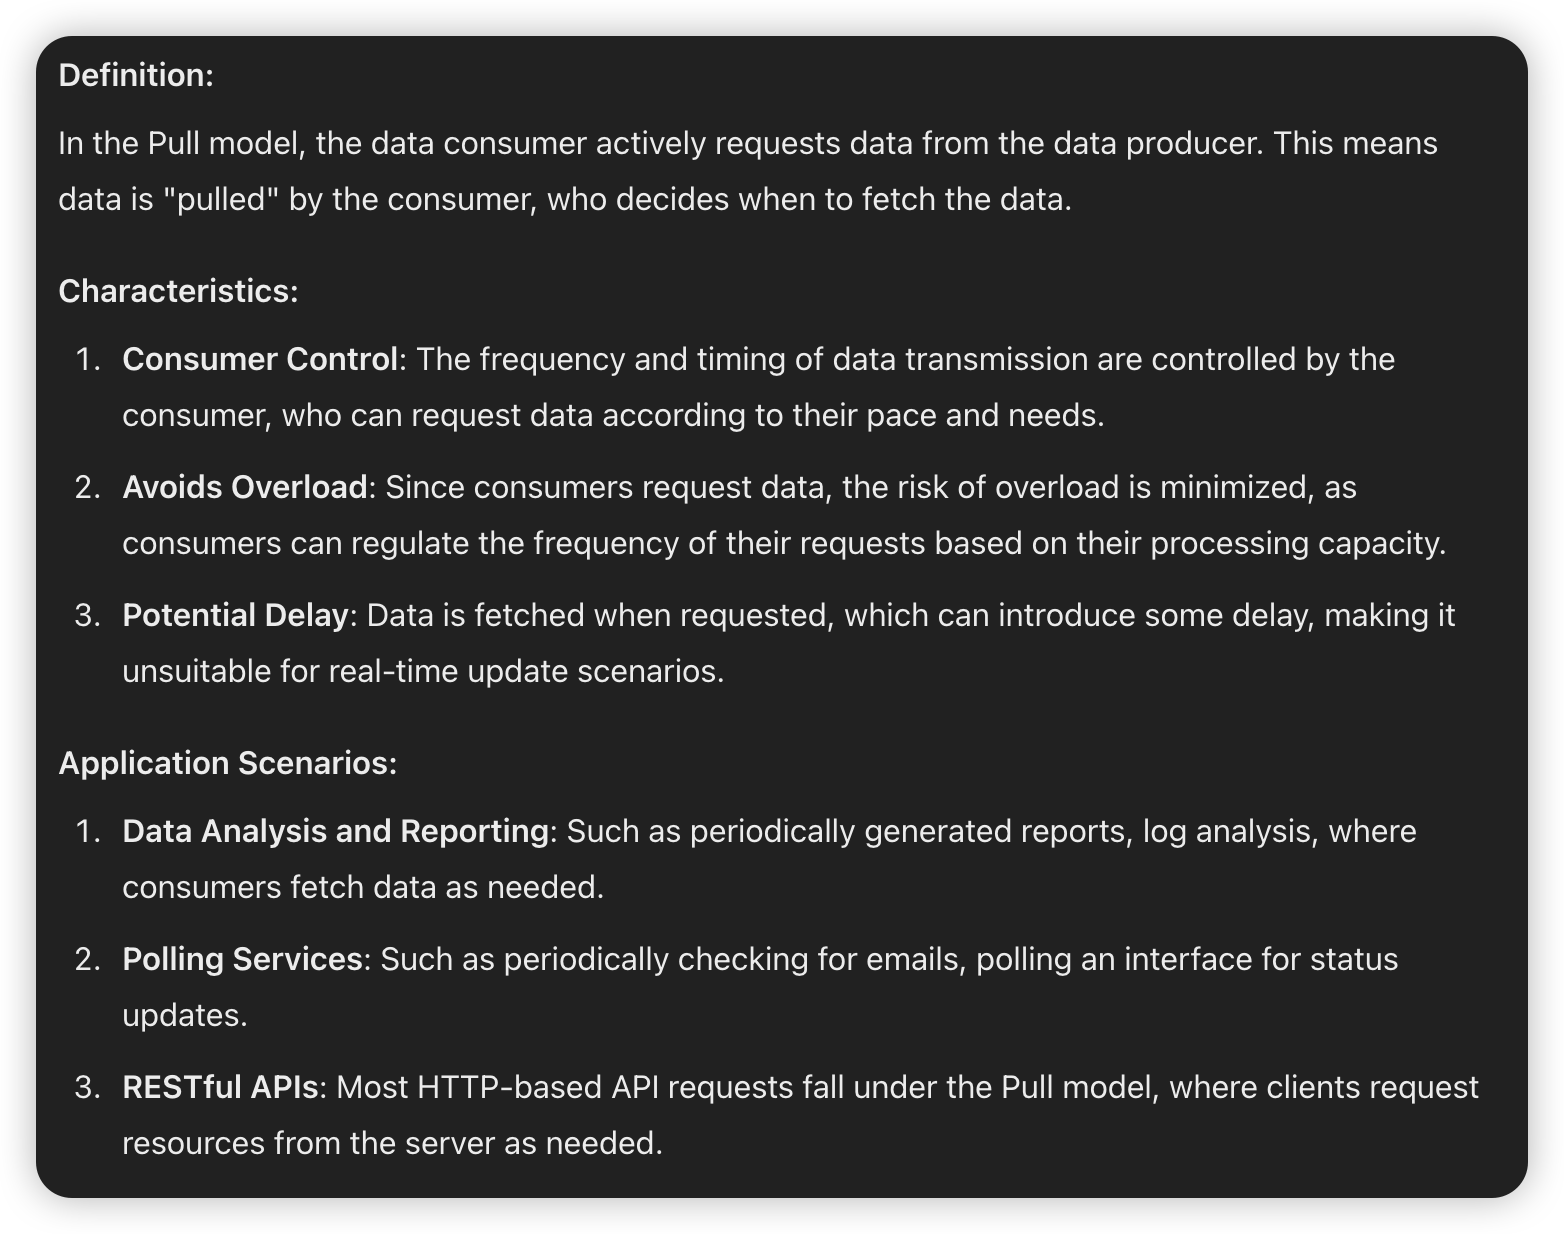 Definition:
In the Pull model, the data consumer actively requests data from the data producer. This means
data is "pulled" by the consumer, who decides when to fetch the data.
Characteristics:
1. Consumer Control: The frequency and timing of data transmission are controlled by the
consumer, who can request data according to their pace and needs.
2. Avoids Overload: Since consumers request data, the risk of overload is minimized, as
consumers can regulate the frequency of their requests based on their processing capacity.
3. Potential Delay: Data is fetched when requested, which can introduce some delay, making it
unsuitable for real-time update scenarios.
Application Scenarios:
1. Data Analysis and Reporting: Such as periodically generated reports, log analysis, where
consumers fetch data as needed.
2. Polling Services: Such as periodically checking for emails, polling an interface for status
updates.
3. RESTful APIs: Most HTTP-based API requests fall under the Pull model, where clients request
resources from the server as needed.